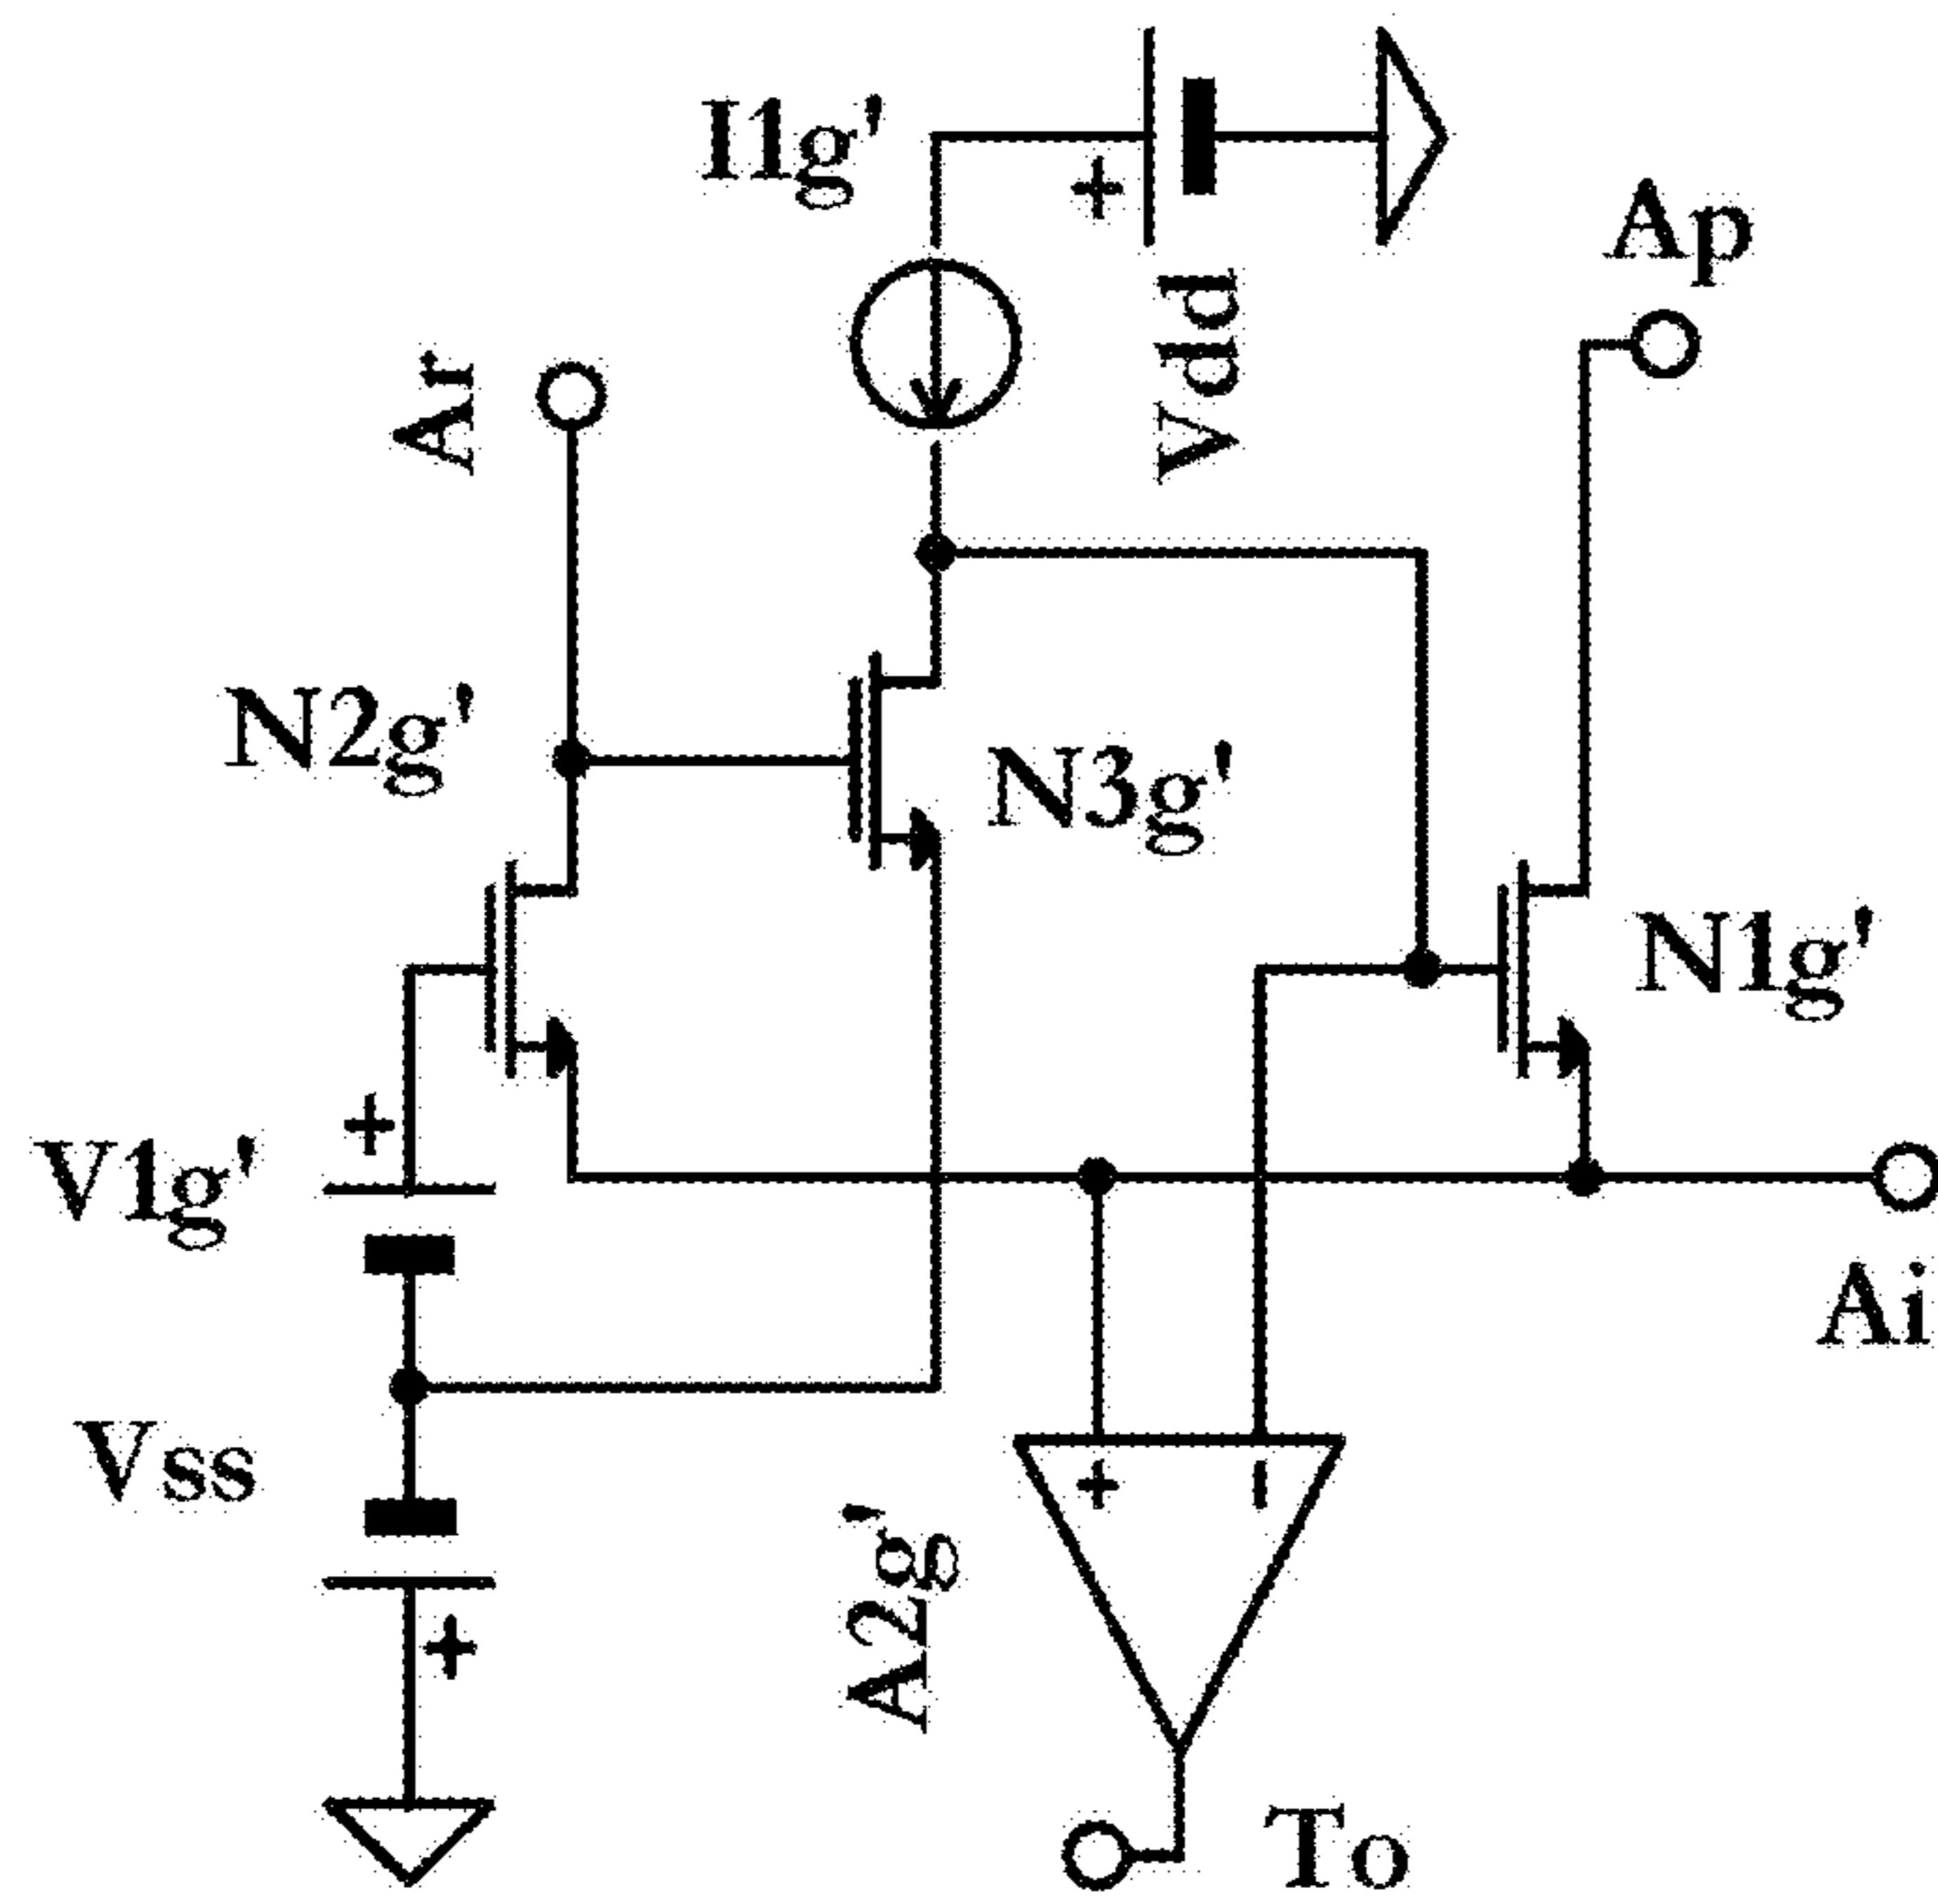 I1g'
+
Ap
Vdd
Ar
N2g'
N3g'
N1g'
+
V1g'
Ai
Vss
+ −
A2g'
+
To